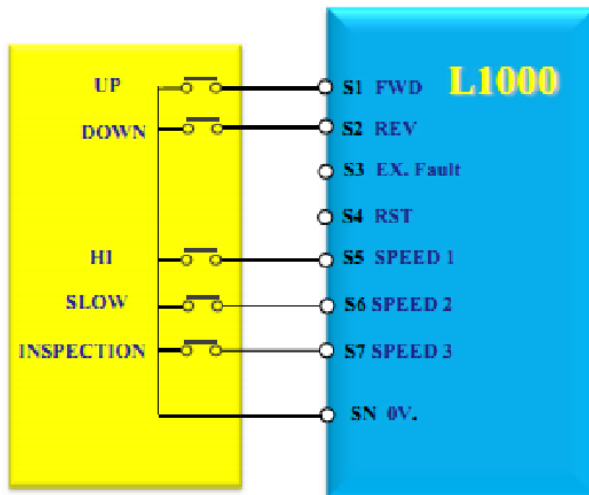 L1000
UP S1 FWD
DOWN S2 REV
S3 EX. Fault
S4 RST
HI S5 SPEED 1
SLOW S6 SPEED 2
INSPECTION S7 SPEED 3
SN 0V.